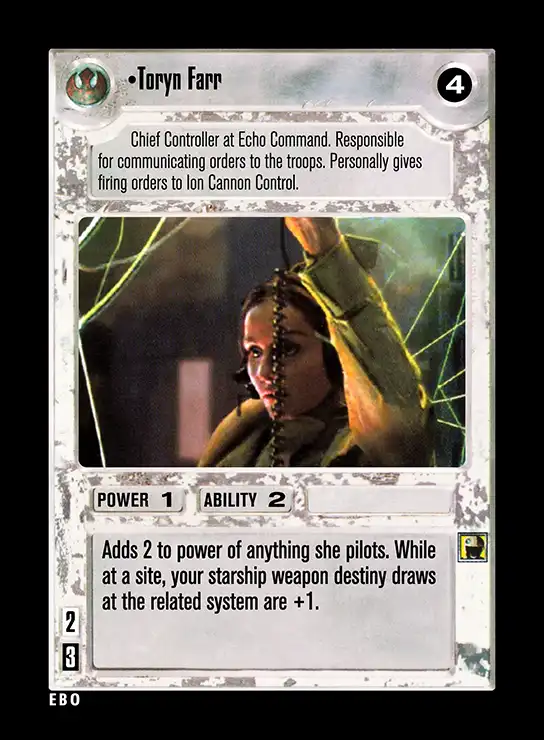 •Toryn Farr
4
Chief Controller at Echo Command. Responsible
for communicating orders to the troops. Personally gives
firing orders to Ion Cannon Control.
POWER 1 ABILITY 2
Adds 2 to power of anything she pilots. While
at a site, your starship weapon destiny draws
at the related system are +1.
2
3
EBO